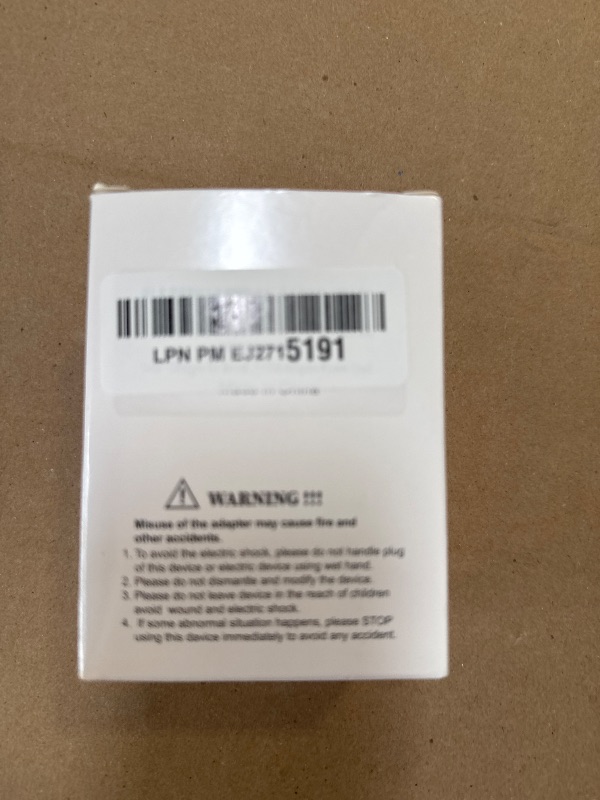 LPN PM EJ2715191
Made in China
WARNING !!!
Misuse of the adapter may cause fire and
other accidents.
1. To avoid the electric shock, please do not handle plug
of this device or electric device using wet hand.
2. Please do not dismantle and modify the device.
3. Please do not leave device in the reach of children
avoid wound and electric shock.
4. If some abnormal situation happens, please STOP
using this device immediately to avoid any accident.